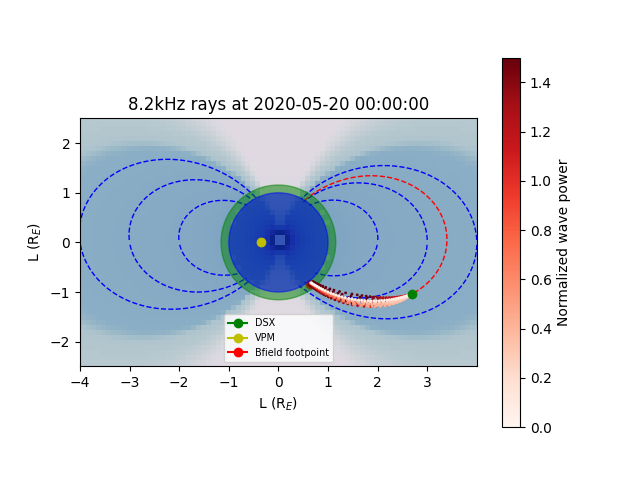 8.2kHz rays at 2020-05-20 00:00:00
L (R_E)
2
1
0
−1
−2
−4 −3 −2 −1 0 1 2 3
L (R_E)
DSX
VPM
Bfield footpoint
1.4
1.2
1.0
0.8
0.6
0.4
0.2
0.0
Normalized wave power